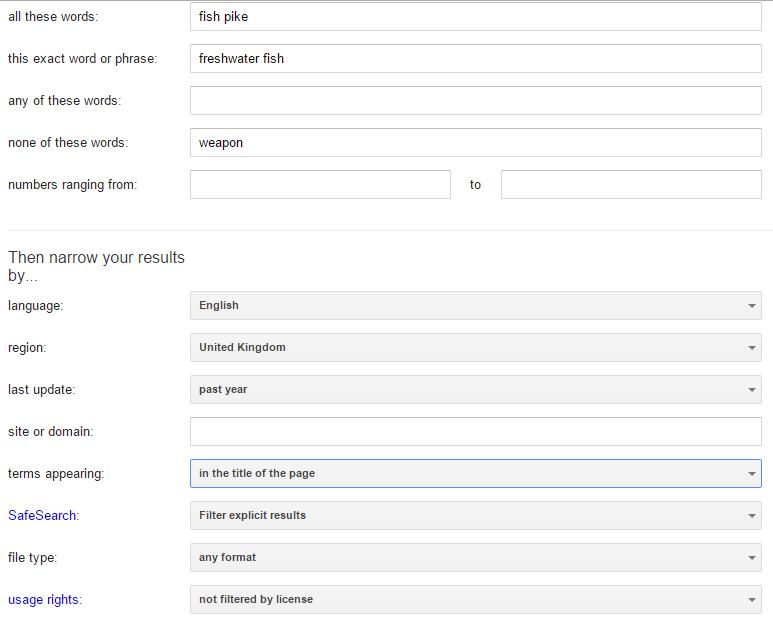 all these words: fish pike
this exact word or phrase: freshwater fish
any of these words:
none of these words: weapon
numbers ranging from: to
Then narrow your results
by...
language: English
region: United Kingdom
last update: past year
site or domain:
terms appearing: in the title of the page
SafeSearch: Filter explicit results
file type: any format
usage rights: not filtered by license